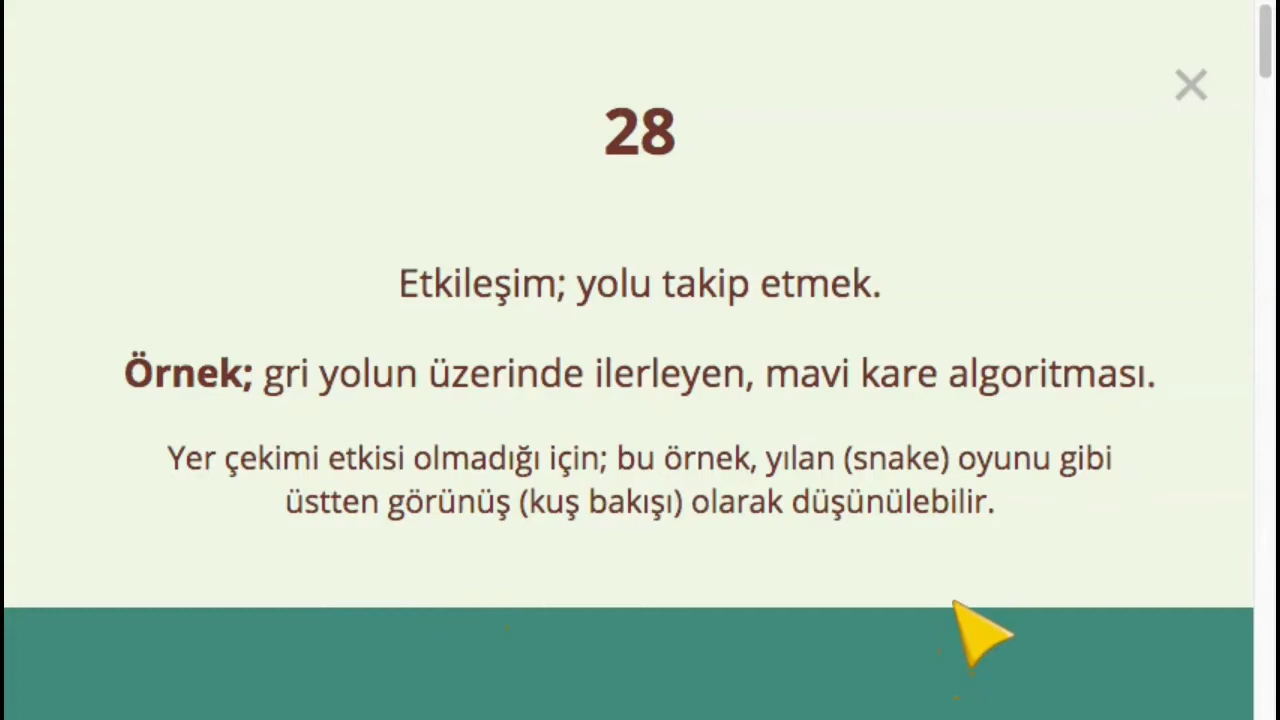 28
Etkileşim; yolu takip etmek.
Örnek; gri yolun üzerinde ilerleyen, mavi kare algoritması.
Yer çekimi etkisi olmadığı için; bu örnek, yılan (snake) oyunu gibi
üstten görünüş (kuş bakışı) olarak düşünülebilir.